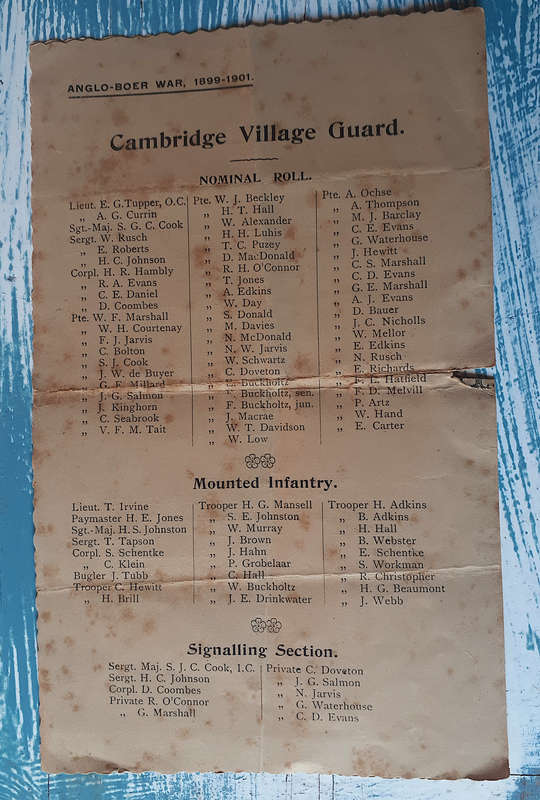 ANGLO-BOER WAR, 1899-1901.
Cambridge Village Guard.
NOMINAL ROLL.
Lieut. E. G. Tupper, O.C.
„ A. G. Currin
Sgt.-Maj. S. G. C. Cook
Sergt. W. Rusch
„ E. Roberts
„ H. C. Johnson
Corpl. H. R. Hambly
„ R. A. Evans
„ C. E. Daniel
„ D. Coombes
Pte. W. F. Marshall
„ W. H. Courtenay
„ F. J. Jarvis
„ C. Bolton
„ S. J. Cook
„ J. W. de Buyer
„ G. F. Millard
„ J. G. Salmon
„ J. Kinghorn
„ C. Seabrook
„ V. F. M. Tait
Pte. W. J. Beckley
„ H. T. Hall
„ W. Alexander
„ H. H. Luhis
„ T. C. Puzey
„ D. MacDonald
„ R. H. O'Connor
„ T. Jones
„ A. Edkins
„ W. Day
„ S. Donald
„ M. Davies
„ N. McDonald
„ N. W. Jarvis
„ W. Schwartz
„ C. Doveton
„ Buchholtz
„ Buckholtz, sen.
„ F. Buckholtz, jun.
„ J. Macrae
„ W. T. Davidson
„ W. Low
Pte. A. Ochse
„ A. Thompson
„ M. J. Barclay
„ C. E. Evans
„ G. Waterhouse
„ J. Hewitt
„ C. S. Marshall
„ C. D. Evans
„ G. E. Marshall
„ A. J. Evans
„ D. Bauer
„ J. C. Nicholls
„ W. Mellor
„ E. Edkins
„ N. Rusch
„ E. Richards
„ F. L. Hatfield
„ F. D. Melvill
„ P. Artz
„ W. Hand
„ E. Carter
Mounted Infantry.
Lieut. T. Irvine
Paymaster H. E. Jones
Sgt.-Maj. H. S. Johnston
Sergt. T. Tapson
Corpl. S. Schentke
„ C. Klein
Bugler J. Tubb
Trooper C. Hewitt
„ H. Brill
Trooper H. G. Mansell
„ S. E. Johnston
„ W. Murray
„ J. Brown
„ J. Hahn
„ P. Grobelaar
„ C. Hall
„ W. Buckholtz
„ J. E. Drinkwater
Trooper H. Adkins
„ B. Adkins
„ H. Hall
„ B. Webster
„ E. Schentke
„ S. Workman
„ R. Christopher
„ H. G. Beaumont
„ J. Webb
Signalling Section.
Sergt. Maj. S. J. C. Cook, I.C.
Sergt. H. C. Johnson
Corpl. D. Coombes
Private R. O'Connor
„ G. Marshall
Private C. Doveton
„ J. G. Salmon
„ N. Jarvis
„ G. Waterhouse
„ C. D. Evans